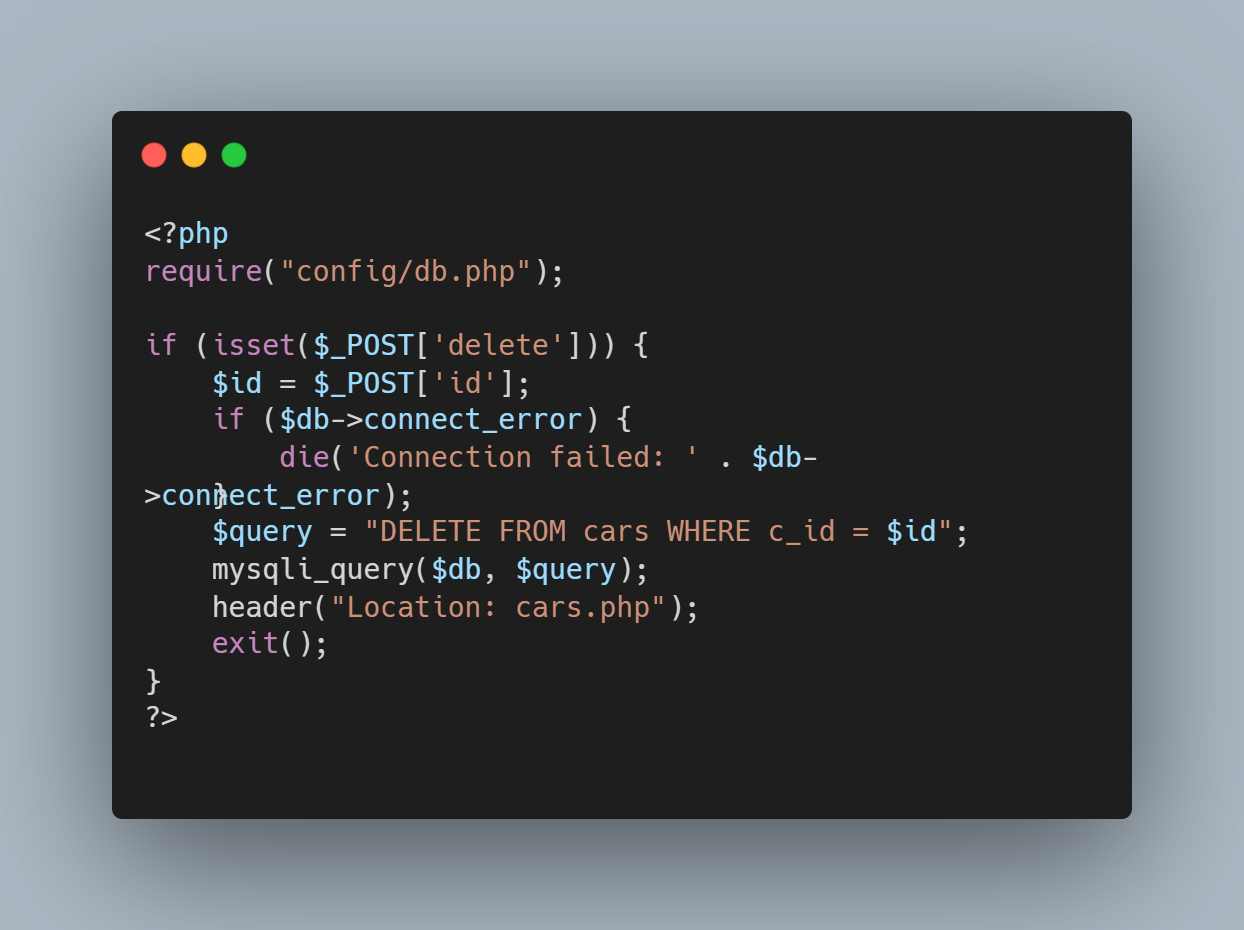 <?php
require("config/db.php");

if (isset($_POST['delete'])) {
    $id = $_POST['id'];
    if ($db->connect_error) {
        die('Connection failed: ' . $db-
>connect_error);
    }
    $query = "DELETE FROM cars WHERE c_id = $id";
    mysqli_query($db, $query);
    header("Location: cars.php");
    exit();
}
?>